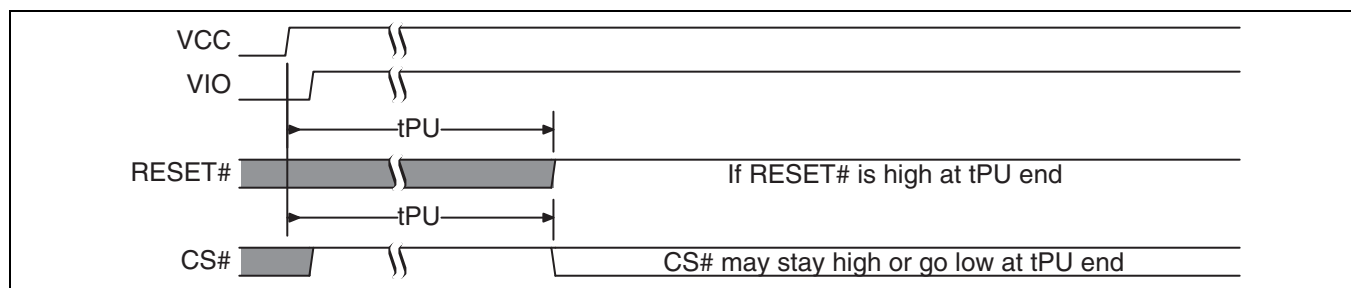 VCC
VIO
tPU
RESET# If RESET# is high at tPU end
tPU
CS# CS# may stay high or go low at tPU end